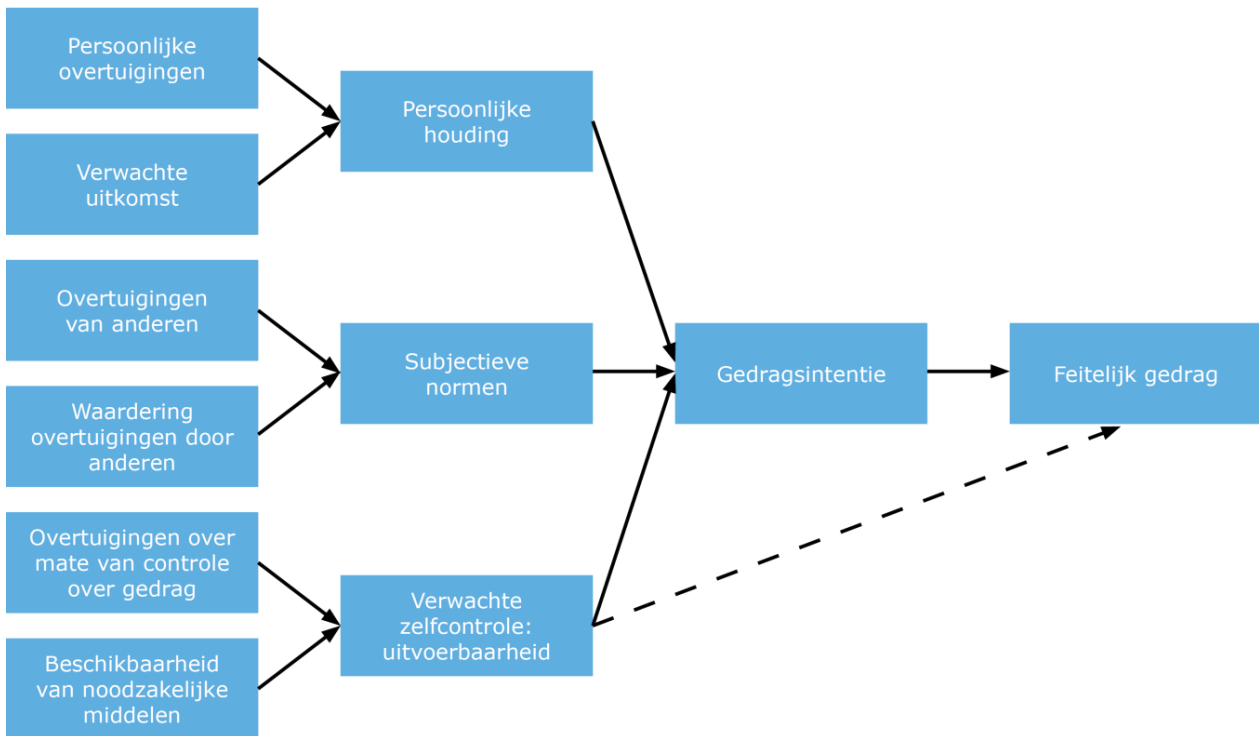 Persoonlijke
overtuigingen
Persoonlijke
houding
Verwachte
uitkomst
Overtuigingen
van anderen
Subjectieve
normen
Gedragsintentie
Feitelijk gedrag
Waardering
overtuigingen door
anderen
Overtuigingen over
mate van controle
over gedrag
Verwachte
zelfcontrole:
uitvoerbaarheid
Beschikbaarheid
van noodzakelijke
middelen